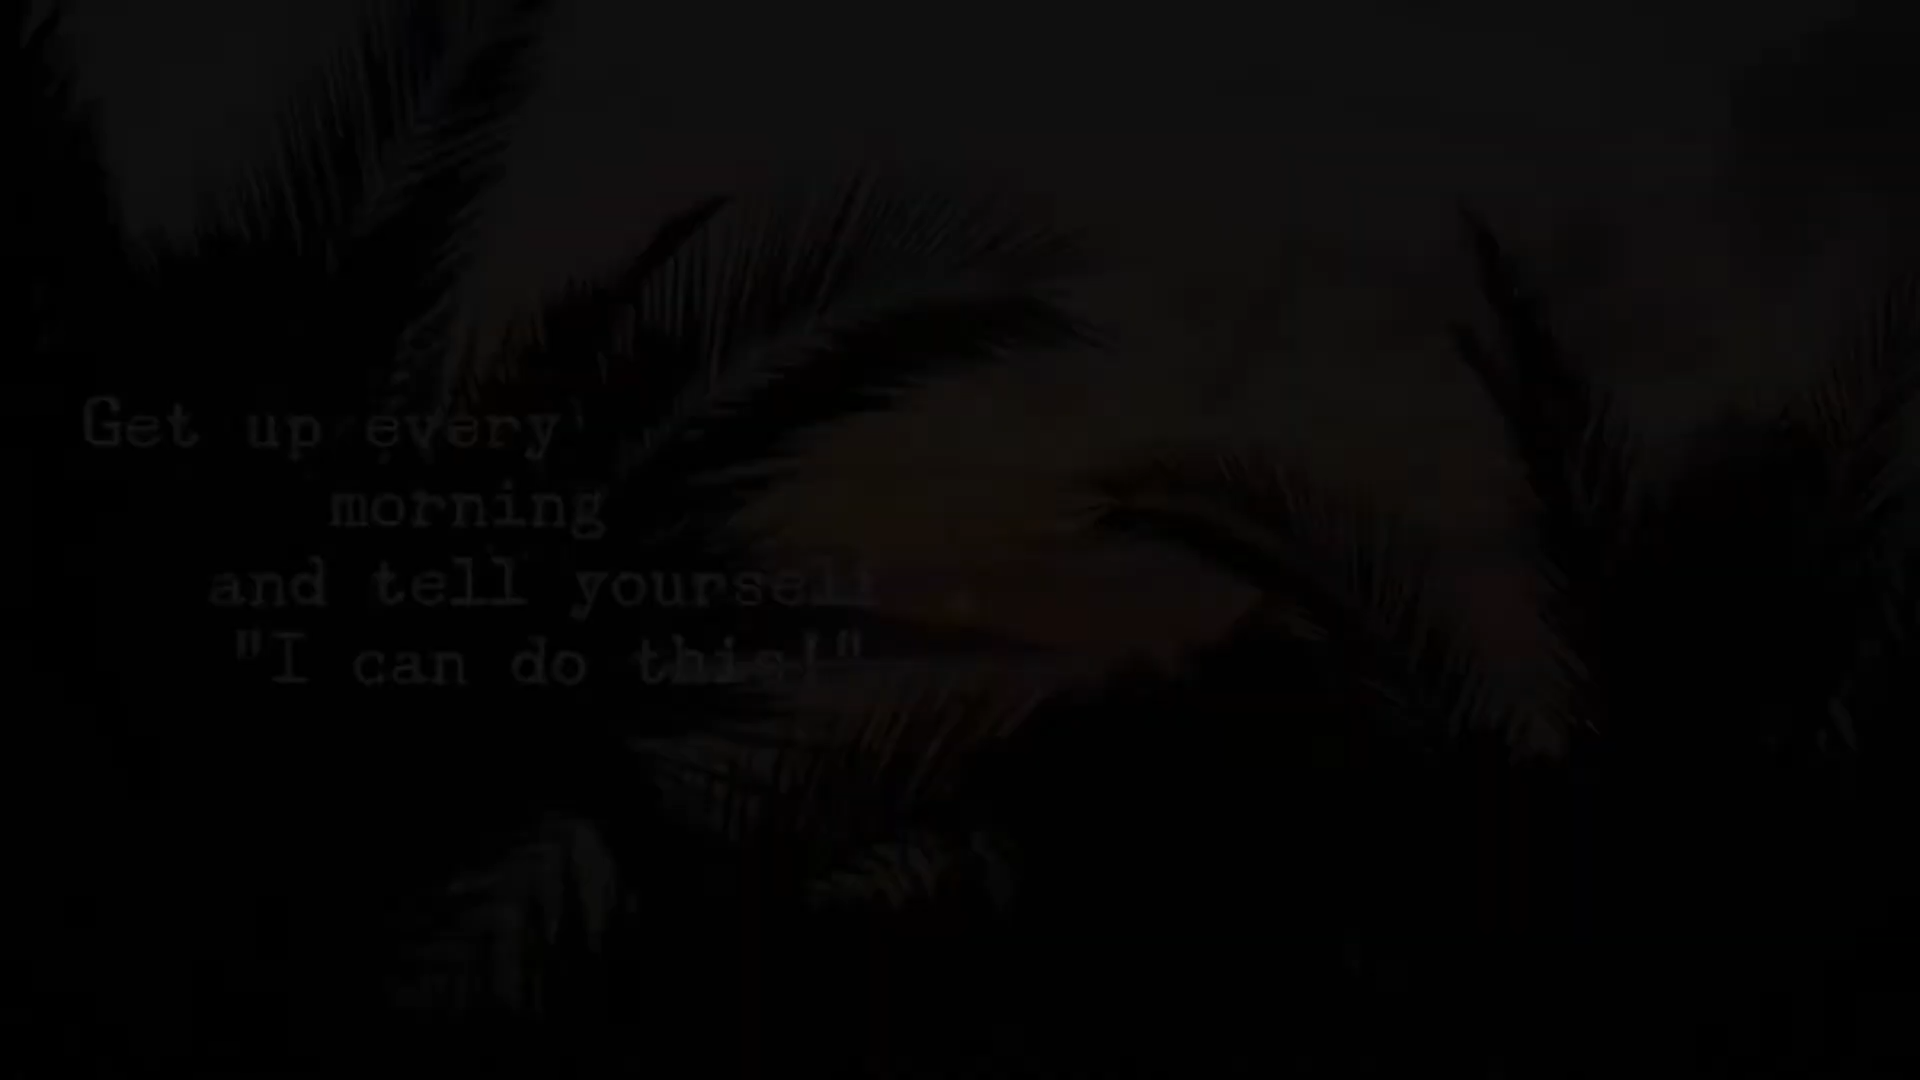 Get up every
morning
and tell yourself
"I can do this!"